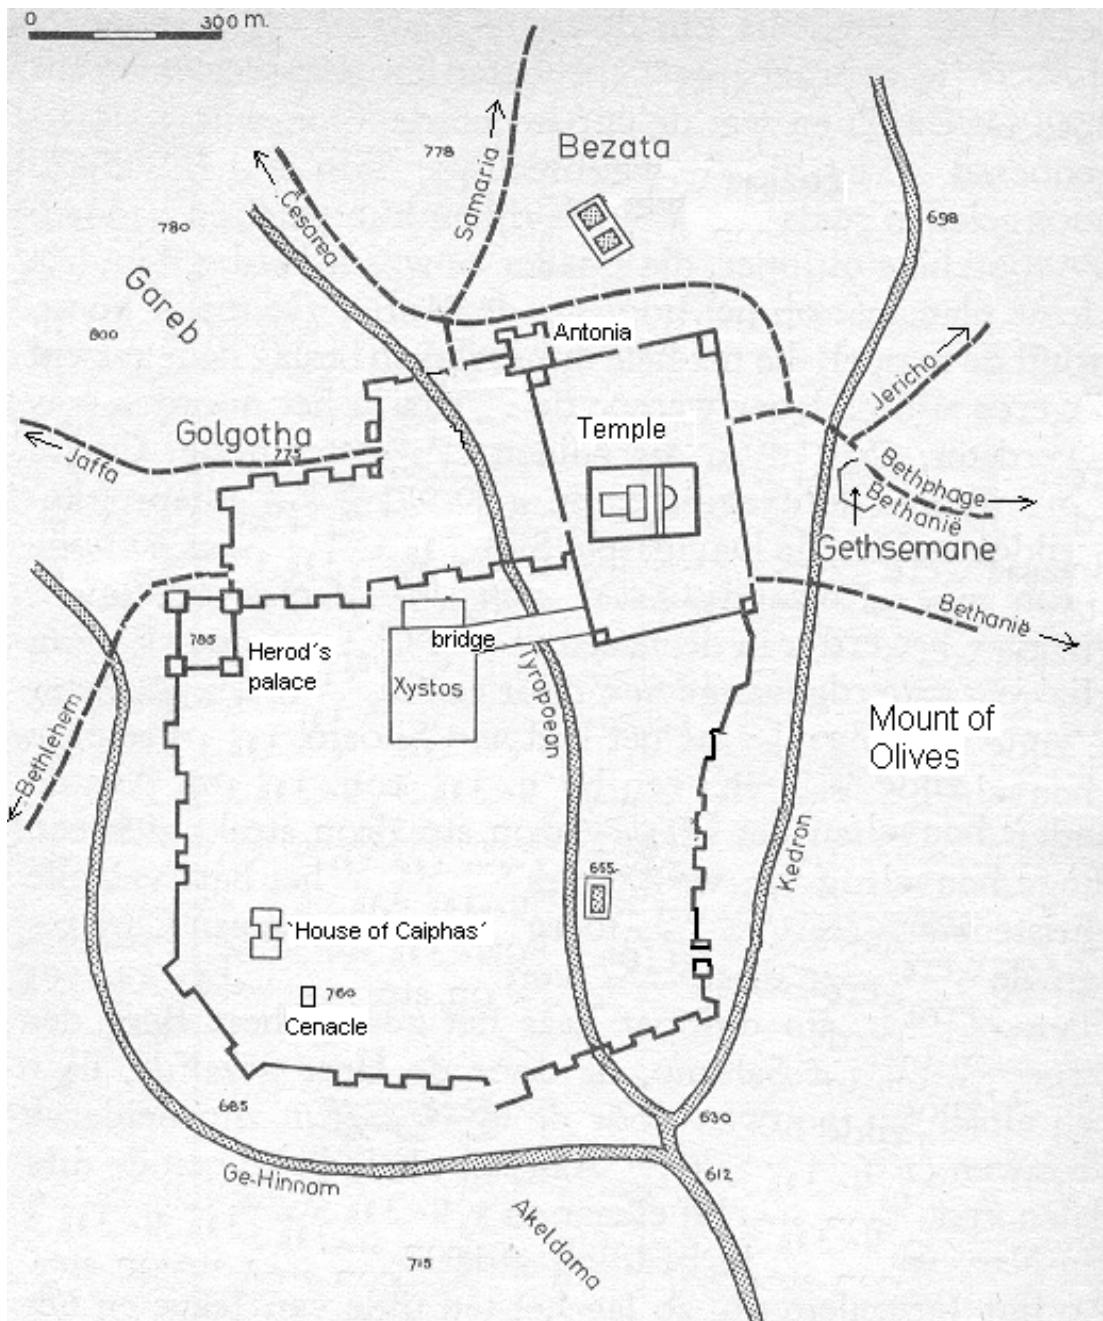 0
300 m.
778
Bezata
698
780
Cesarea
Samaria
Gareb
800
Antonia
Jericho
Golgotha
775
Jaffa
Temple
Bethphage
Bethanië
Gethsemane
Bethanië
785
Herod´s
palace
bridge
Xystos
Tyropoeon
Bethlehem
Mount of
Olives
Kedron
655
´House of Caiphas´
760
Cenacle
685
630
Ge-Hinnom
612
Akeldama
715